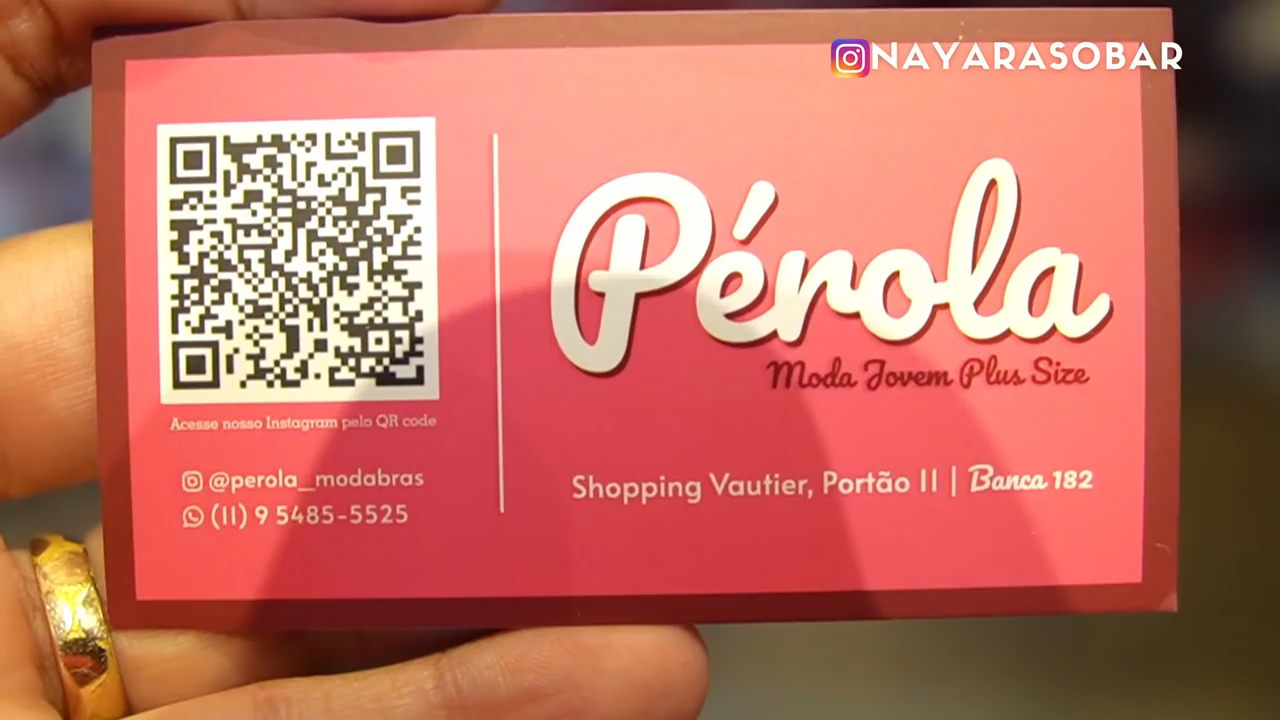 NAYARASOBAR
Pérola
Moda Jovem Plus Size
Acesse nosso Instagram pelo QR code
@perola_modabras
(11) 9 5485-5525
Shopping Vautier, Portão 11 | Banca 182